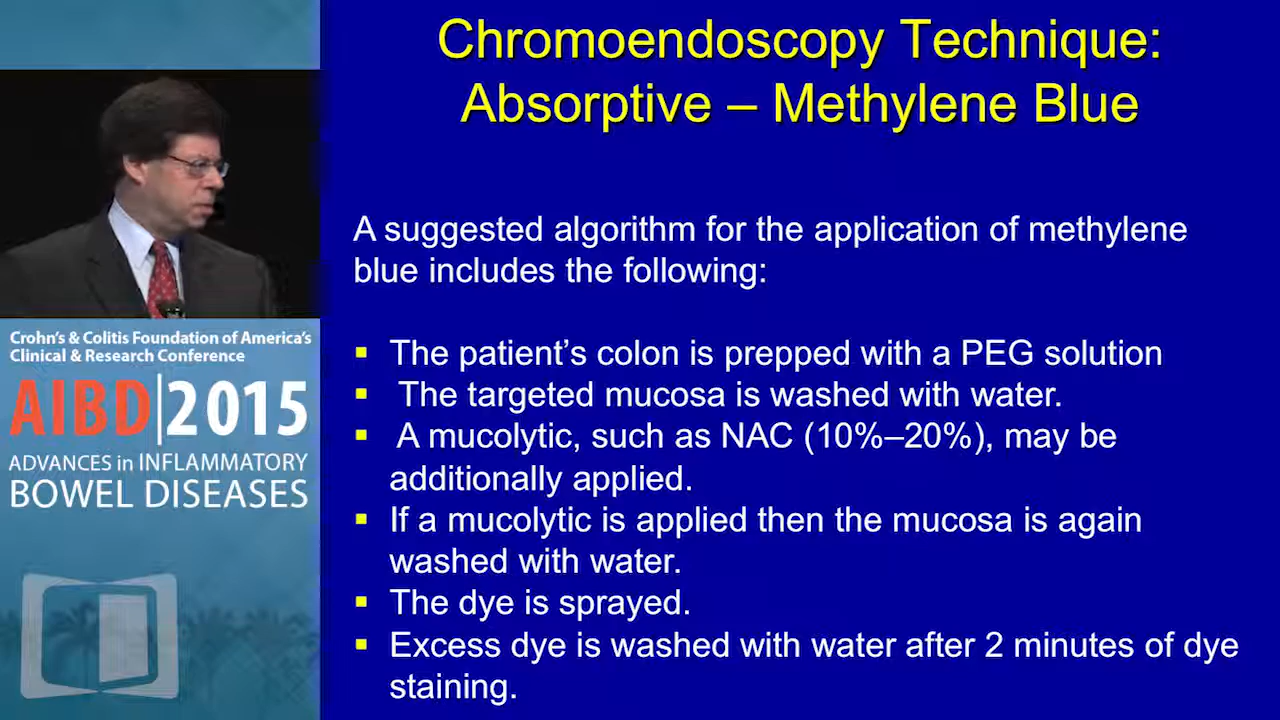 Chromoendoscopy Technique:
Absorptive – Methylene Blue
A suggested algorithm for the application of methylene
blue includes the following:
▪ The patient's colon is prepped with a PEG solution
▪ The targeted mucosa is washed with water.
▪ A mucolytic, such as NAC (10%–20%), may be
additionally applied.
▪ If a mucolytic is applied then the mucosa is again
washed with water.
▪ The dye is sprayed.
▪ Excess dye is washed with water after 2 minutes of dye
staining.
Crohn's & Colitis Foundation of America's
Clinical & Research Conference
AIBD|2015
ADVANCES in INFLAMMATORY
BOWEL DISEASES